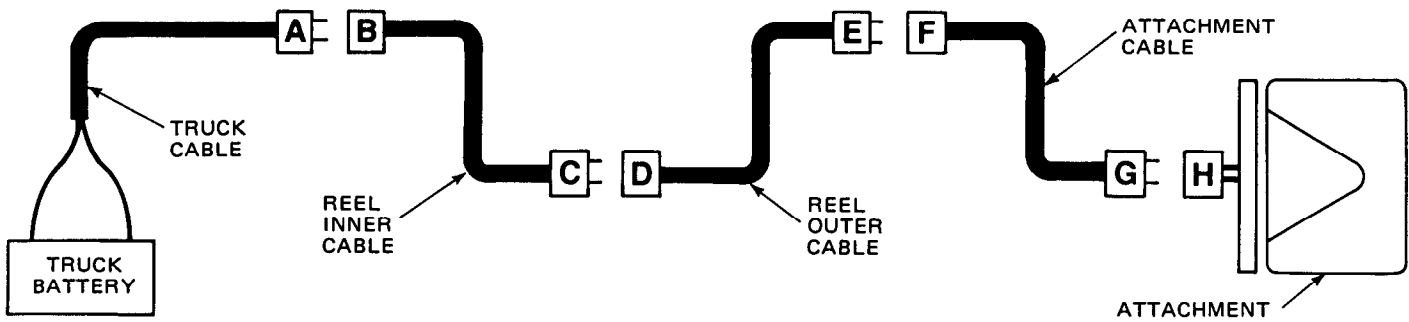 A
B
E
F
ATTACHMENT
CABLE
TRUCK
CABLE
C
D
G
H
REEL
INNER
CABLE
REEL
OUTER
CABLE
TRUCK
BATTERY
ATTACHMENT